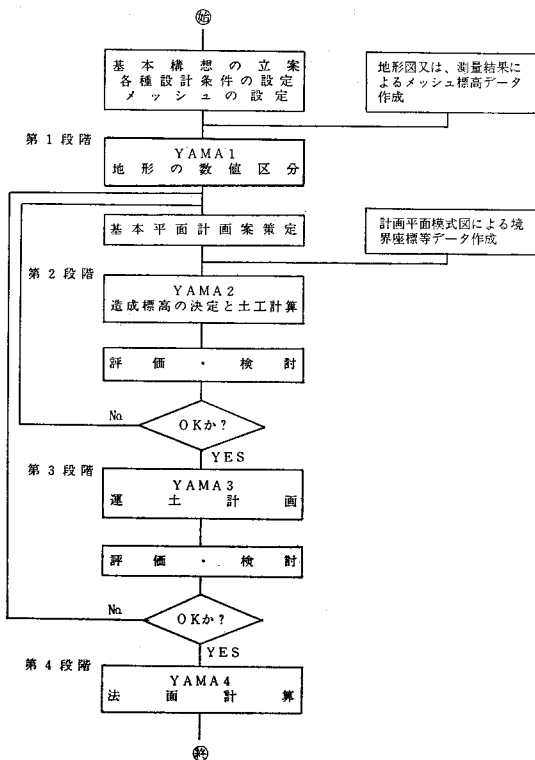 始
基本構想の立案
各種設計条件の設定
メッシュの設定
地形図又は、測量結果に
よるメッシュ標高データ
作成
第1段階
YAMA1
地形の数値区分
基本平面計画案策定
計画平面模式図による境
界座標等データ作成
第2段階
YAMA2
造成標高の決定と土工計算
評価・検討
No
OKか?
YES
第3段階
YAMA3
運土計画
評価・検討
No
OKか?
YES
第4段階
YAMA4
法面計算
終